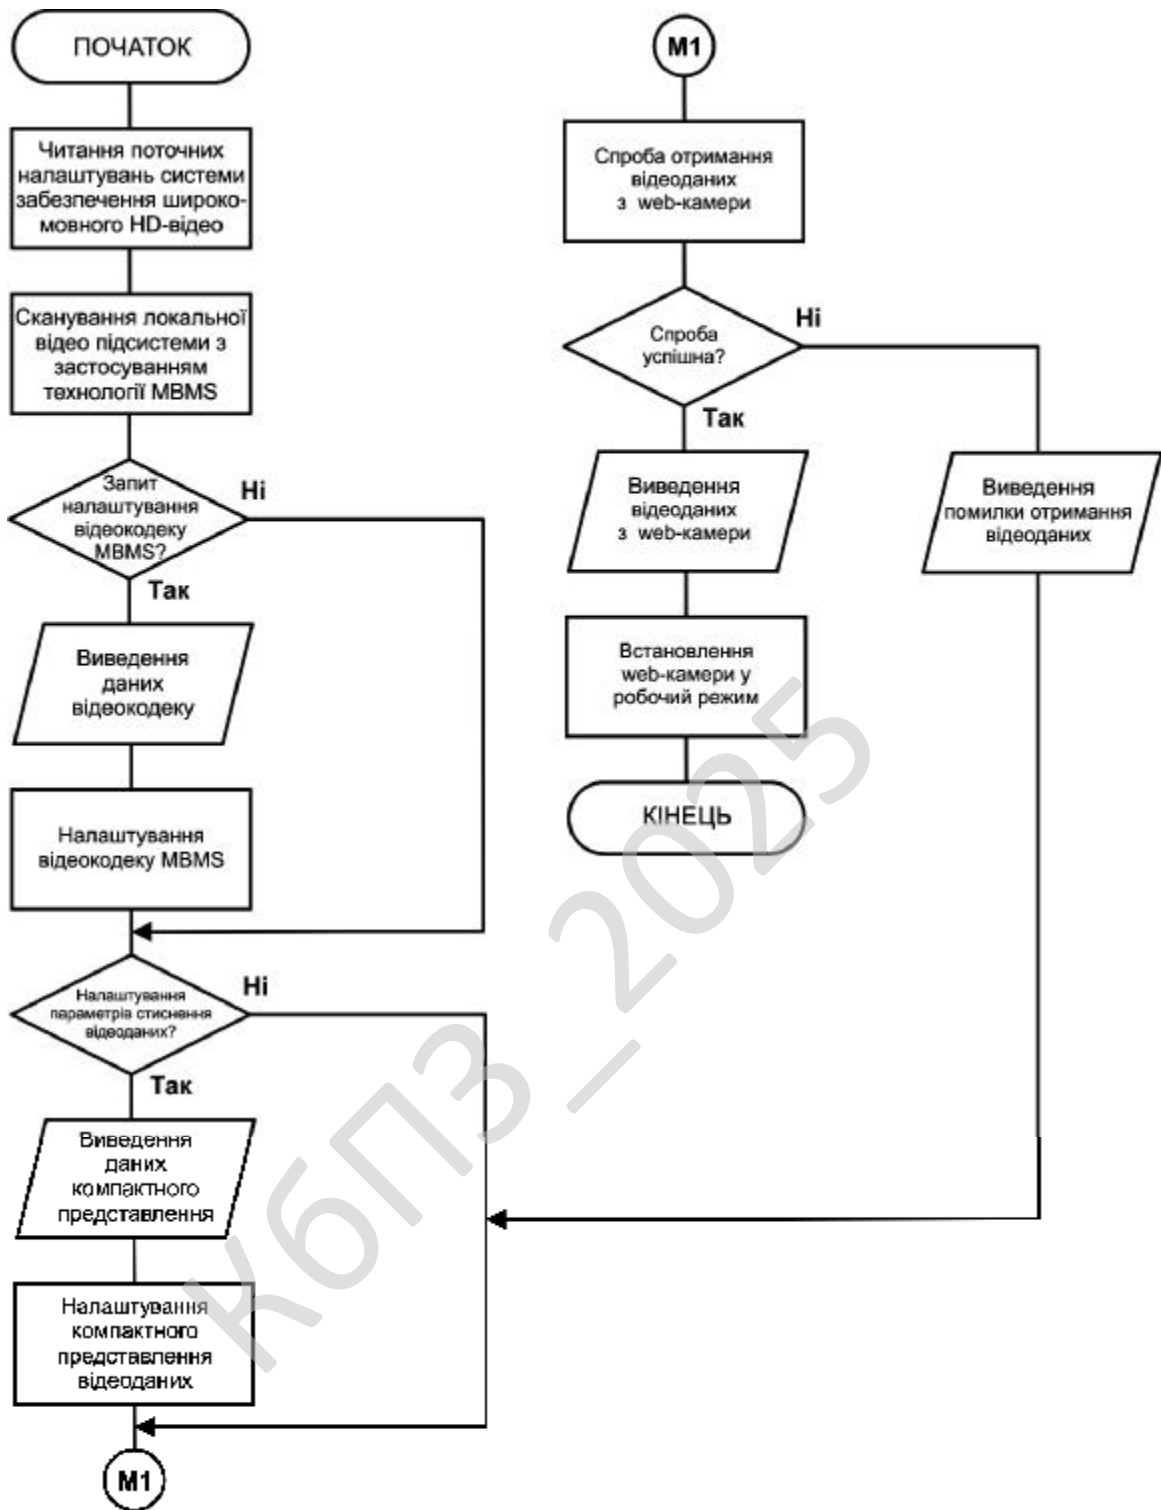 ПОЧАТОК
Читання поточних
налаштувань системи
забезпечення широко-
мовного HD-відео
Сканування локальної
відео підсистеми з
застосуванням
технології MBMS
Запит
налаштування
відеокодеку
MBMS?
Ні
Так
Виведення
даних
відеокодеку
Налаштування
відеокодеку MBMS
Налаштування
параметрів стиснення
відеоданих?
Ні
Так
Виведення
даних
компактного
представлення
Налаштування
компактного
представлення
відеоданих
М1
М1
Спроба отримання
відеоданих
з web-камери
Спроба
успішна?
Ні
Так
Виведення
відеоданих
з web-камери
Виведення
помилки отримання
відеоданих
Встановлення
web-камери у
робочий режим
КІНЕЦЬ
КбПЗ_2025